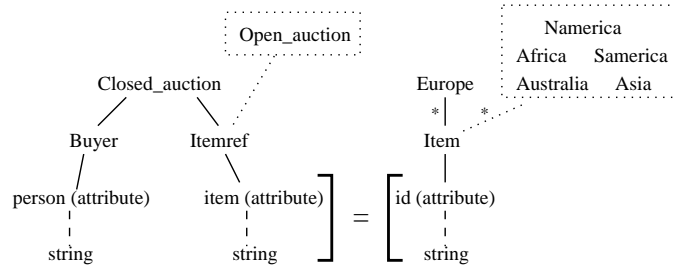 Open_auction
Namerica
Africa Samerica
Australia Asia
Closed_auction
Europe
* *
Buyer Itemref
Item
person (attribute) item (attribute) = id (attribute)
string string string